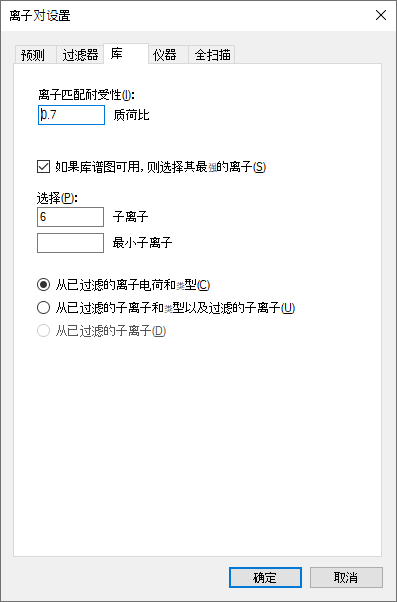 离子对设置
预测 过滤器 库 仪器 全扫描
离子匹配耐受性(I):
0.7 质荷比
如果库谱图可用,则选择其最强的离子(S)
选择(P):
6 子离子
最小子离子
从已过滤的离子电荷和类型(C)
从已过滤的子离子和类型以及过滤的子离子(U)
从已过滤的子离子(D)
确定 取消